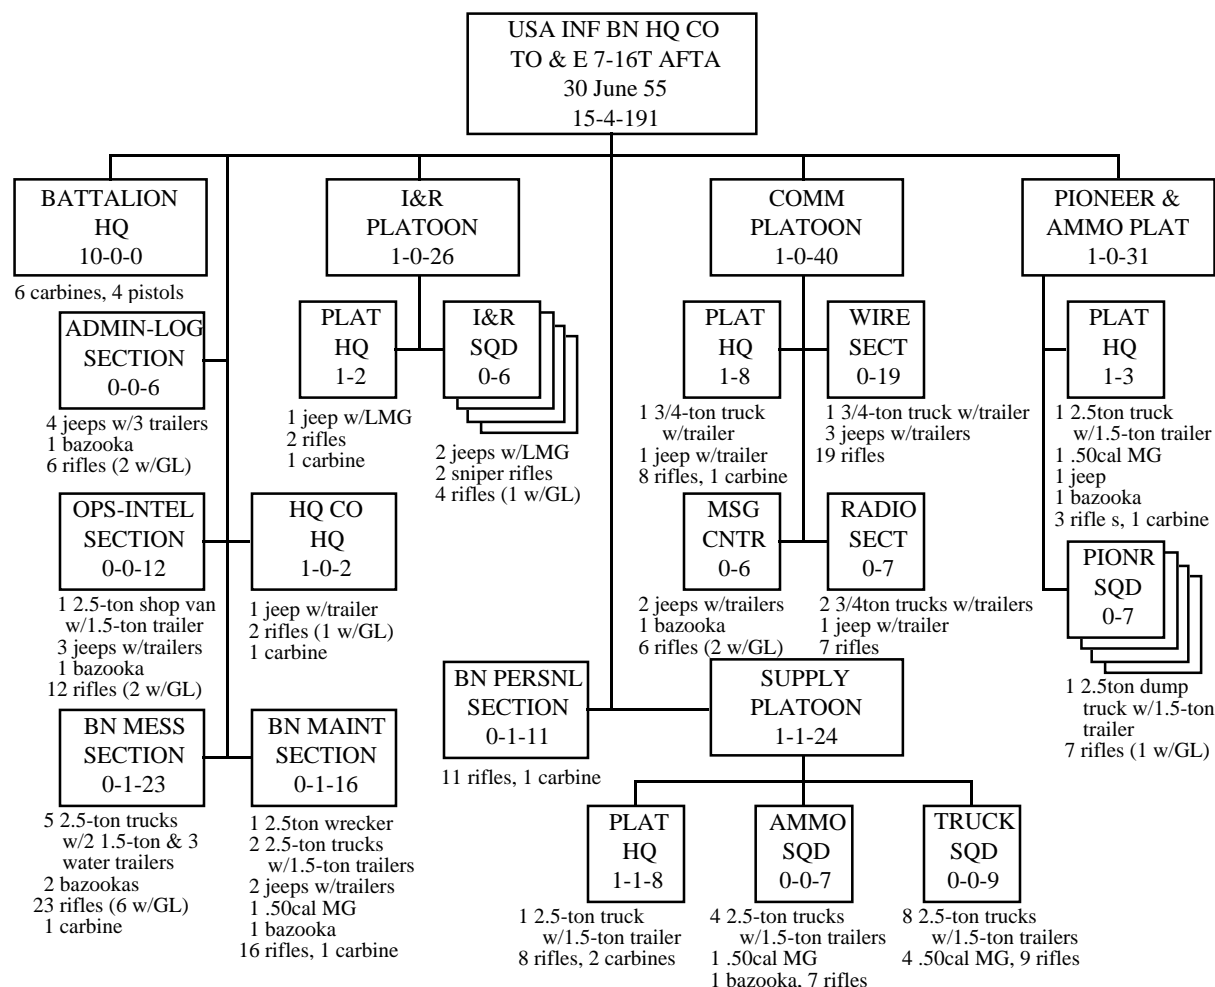 USA INF BN HQ CO
TO & E 7-16T AFTA
30 June 55
15-4-191
BATTALION
HQ
10-0-0
6 carbines, 4 pistols
I&R
PLATOON
1-0-26
COMM
PLATOON
1-0-40
PIONEER &
AMMO PLAT
1-0-31
ADMIN-LOG
SECTION
0-0-6
4 jeeps w/3 trailers
1 bazooka
6 rifles (2 w/GL)
PLAT
HQ
1-2
1 jeep w/LMG
2 rifles
1 carbine
I&R
SQD
0-6
2 jeeps w/LMG
2 sniper rifles
4 rifles (1 w/GL)
PLAT
HQ
1-8
1 3/4-ton truck
w/trailer
1 jeep w/trailer
8 rifles, 1 carbine
WIRE
SECT
0-19
1 3/4-ton truck w/trailer
3 jeeps w/trailers
19 rifles
PLAT
HQ
1-3
1 2.5ton truck
w/1.5-ton trailer
1 .50cal MG
1 jeep
1 bazooka
3 rifle s, 1 carbine
OPS-INTEL
SECTION
0-0-12
1 2.5-ton shop van
w/1.5-ton trailer
3 jeeps w/trailers
1 bazooka
12 rifles (2 w/GL)
HQ CO
HQ
1-0-2
1 jeep w/trailer
2 rifles (1 w/GL)
1 carbine
MSG
CNTR
0-6
2 jeeps w/trailers
1 bazooka
6 rifles (2 w/GL)
RADIO
SECT
0-7
2 3/4ton trucks w/trailers
1 jeep w/trailer
7 rifles
PIONR
SQD
0-7
1 2.5ton dump
truck w/1.5-ton
trailer
7 rifles (1 w/GL)
BN MESS
SECTION
0-1-23
5 2.5-ton trucks
w/2 1.5-ton & 3
water trailers
2 bazookas
23 rifles (6 w/GL)
1 carbine
BN MAINT
SECTION
0-1-16
1 2.5ton wrecker
2 2.5-ton trucks
w/1.5-ton trailers
2 jeeps w/trailers
1 .50cal MG
1 bazooka
16 rifles, 1 carbine
BN PERSNL
SECTION
0-1-11
11 rifles, 1 carbine
SUPPLY
PLATOON
1-1-24
PLAT
HQ
1-1-8
1 2.5-ton truck
w/1.5-ton trailer
8 rifles, 2 carbines
AMMO
SQD
0-0-7
4 2.5-ton trucks
w/1.5-ton trailers
1 .50cal MG
1 bazooka, 7 rifles
TRUCK
SQD
0-0-9
8 2.5-ton trucks
w/1.5-ton trailers
4 .50cal MG, 9 rifles